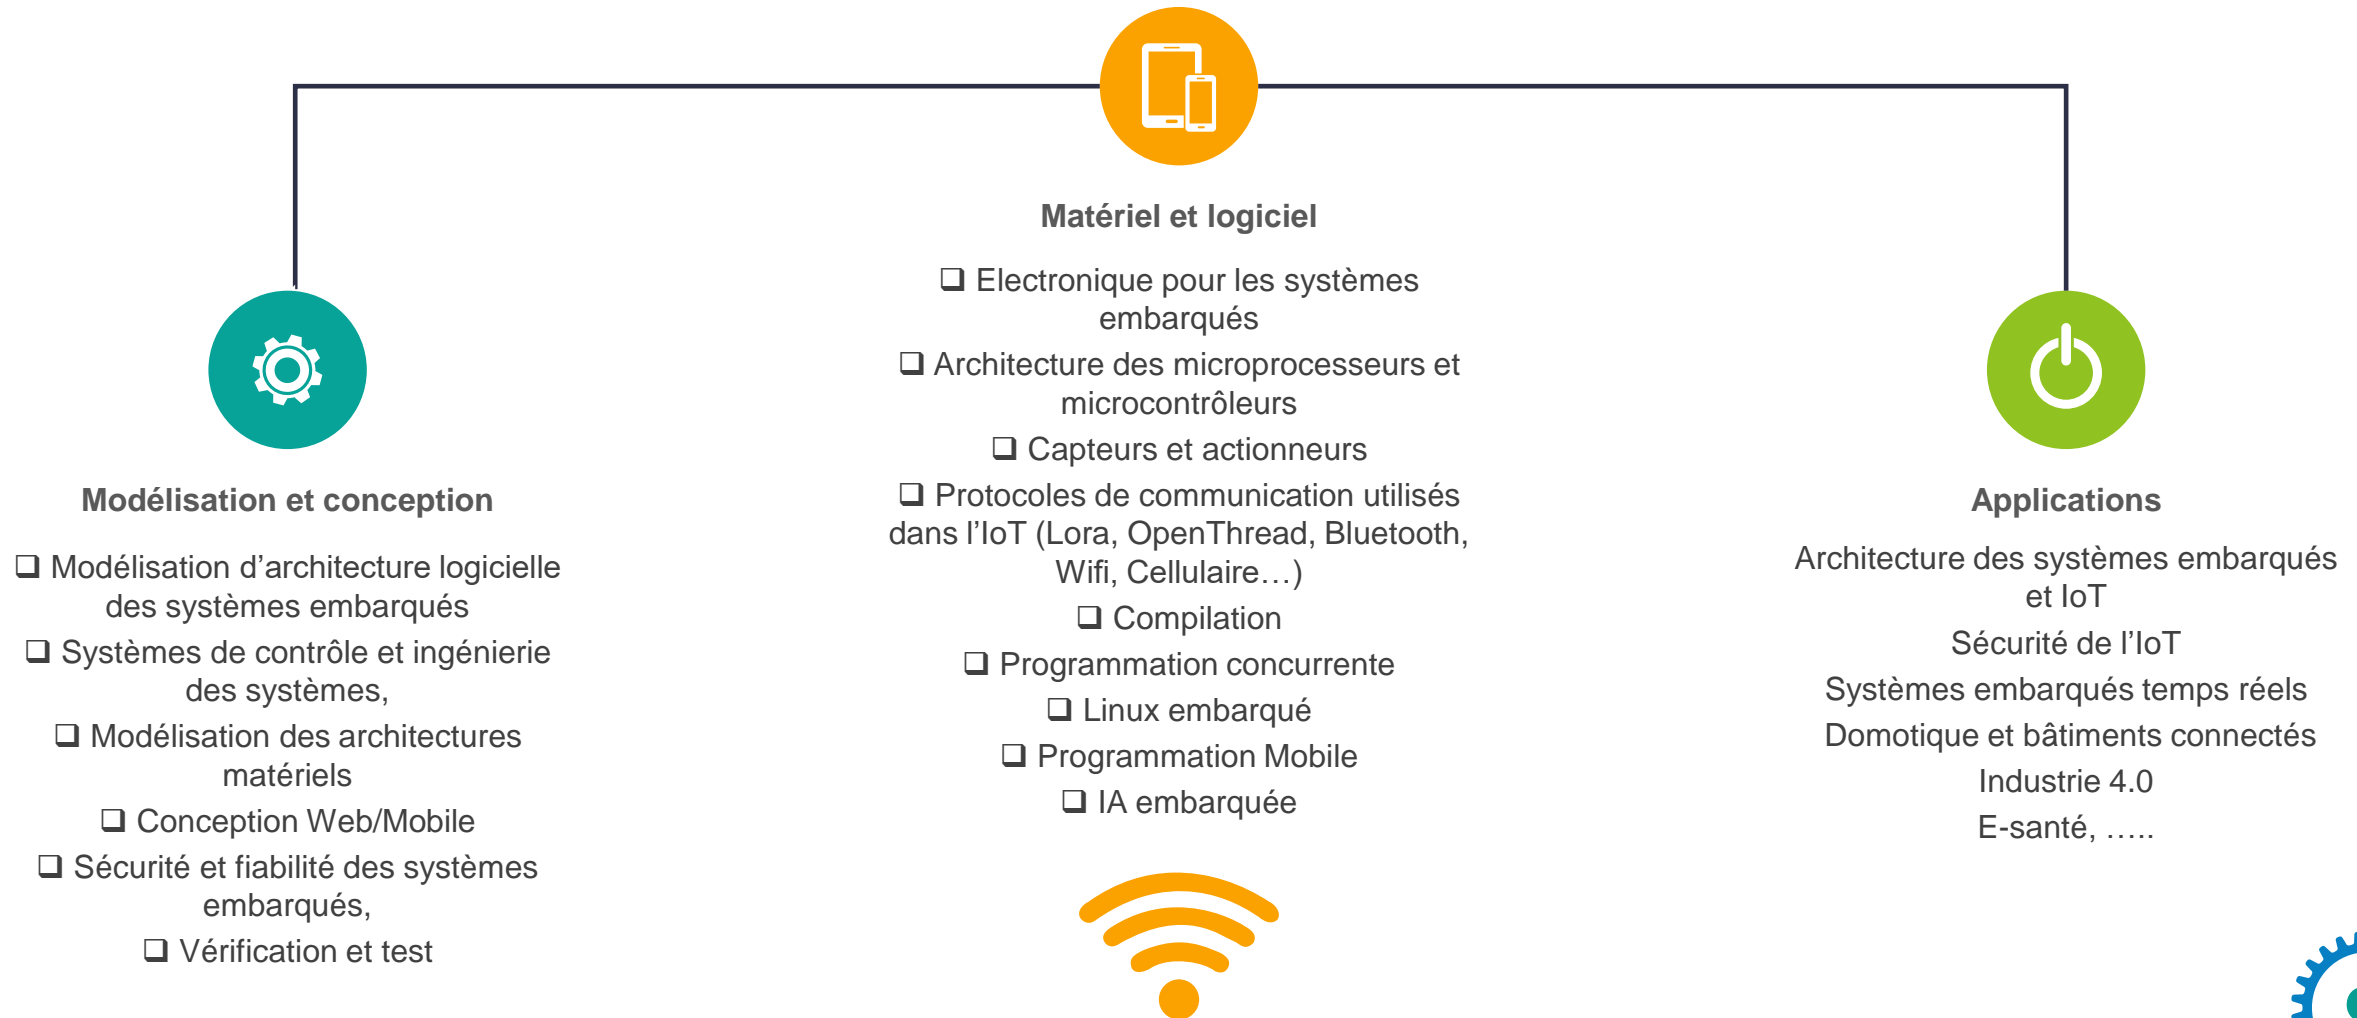 Matériel et logiciel
❑ Electronique pour les systèmes
embarqués
❑ Architecture des microprocesseurs et
microcontrôleurs
❑ Capteurs et actionneurs
❑ Protocoles de communication utilisés
dans l’IoT (Lora, OpenThread, Bluetooth,
Wifi, Cellulaire…)
❑ Compilation
❑ Programmation concurrente
❑ Linux embarqué
❑ Programmation Mobile
❑ IA embarquée
Modélisation et conception
❑ Modélisation d’architecture logicielle
des systèmes embarqués
❑ Systèmes de contrôle et ingénierie
des systèmes,
❑ Modélisation des architectures
matériels
❑ Conception Web/Mobile
❑ Sécurité et fiabilité des systèmes
embarqués,
❑ Vérification et test
Applications
Architecture des systèmes embarqués
et IoT
Sécurité de l’IoT
Systèmes embarqués temps réels
Domotique et bâtiments connectés
Industrie 4.0
E-santé, …..